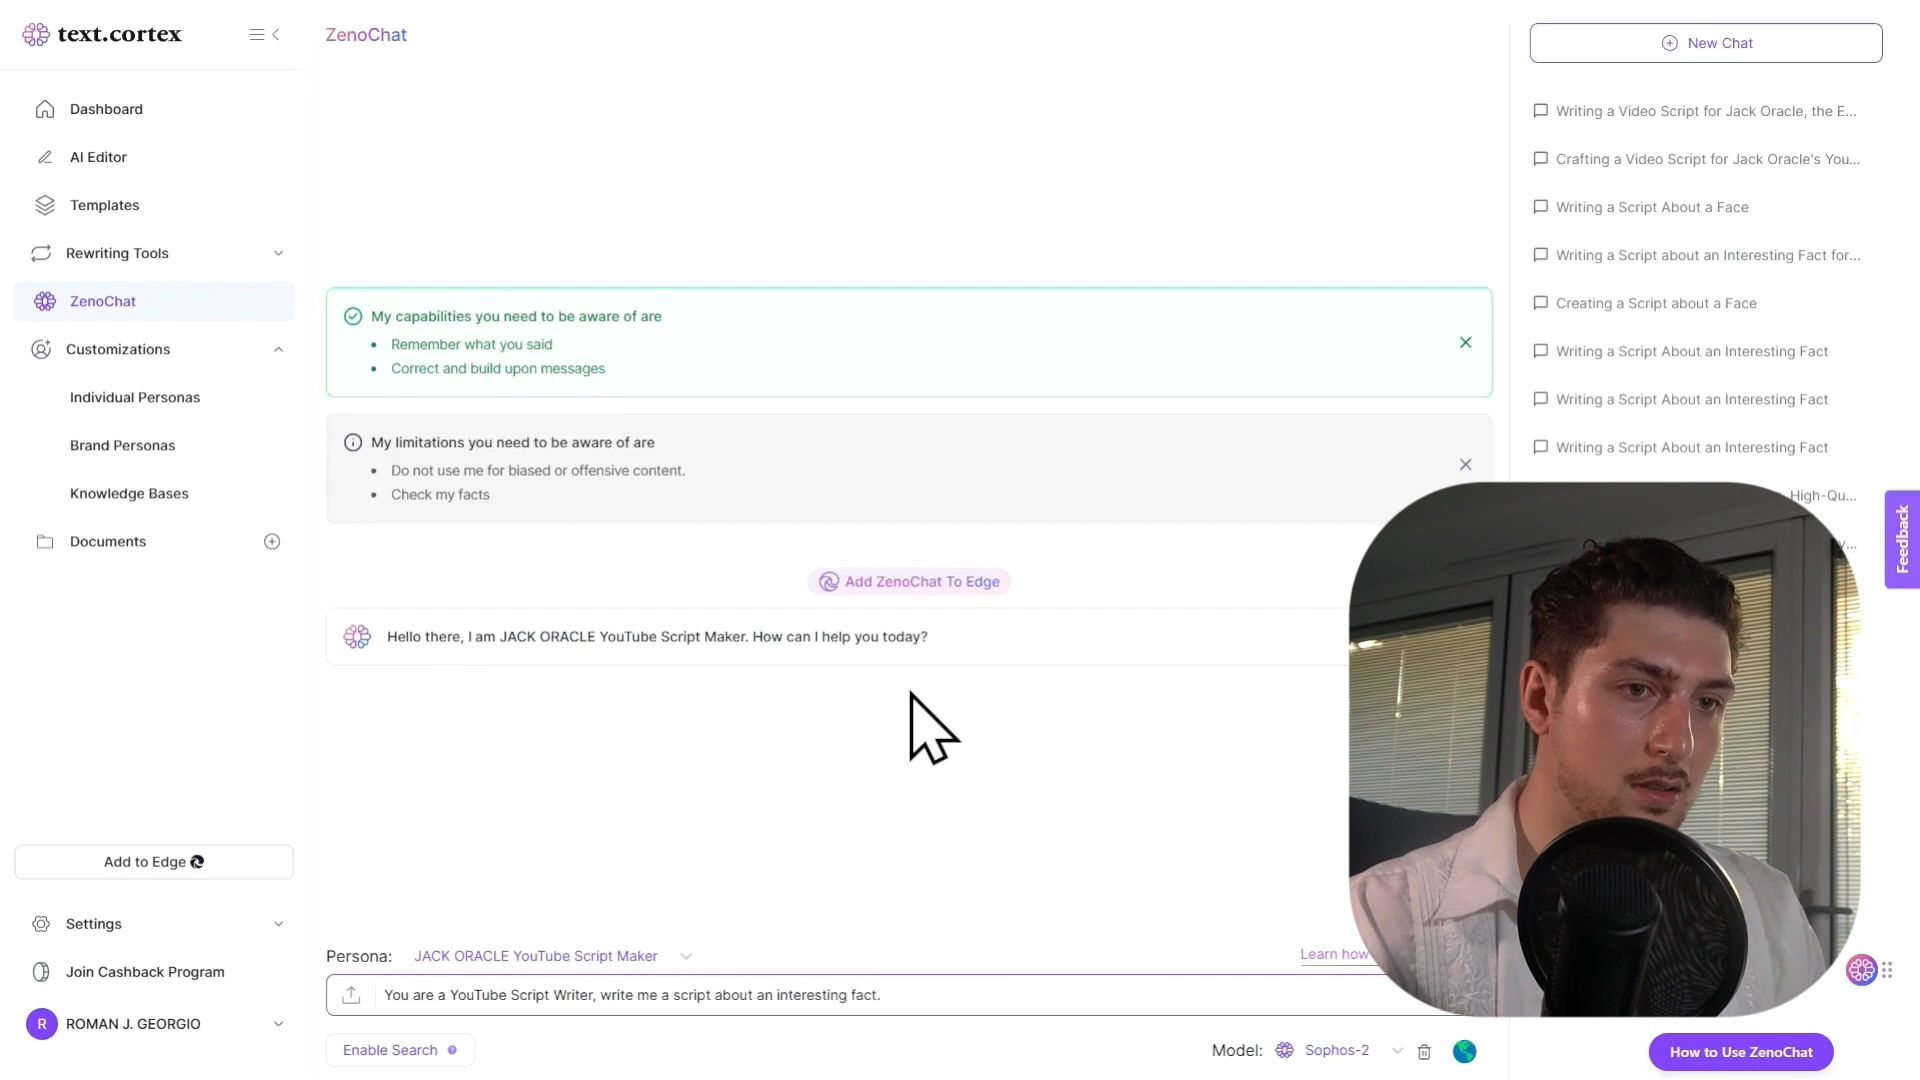 text.cortex
ZenoChat
New Chat
Dashboard
AI Editor
Templates
Rewriting Tools
ZenoChat
Customizations
Individual Personas
Brand Personas
Knowledge Bases
Documents
Add to Edge
Settings
Join Cashback Program
R ROMAN J. GEORGIO
My capabilities you need to be aware of are
• Remember what you said
• Correct and build upon messages
My limitations you need to be aware of are
• Do not use me for biased or offensive content.
• Check my facts
Add ZenoChat To Edge
Hello there, I am JACK ORACLE YouTube Script Maker. How can I help you today?
Persona: JACK ORACLE YouTube Script Maker
Learn how
You are a YouTube Script Writer, write me a script about an interesting fact.
Enable Search
Model: Sophos-2
Writing a Video Script for Jack Oracle, the E...
Crafting a Video Script for Jack Oracle's You...
Writing a Script About a Face
Writing a Script about an Interesting Fact for...
Creating a Script about a Face
Writing a Script About an Interesting Fact
Writing a Script About an Interesting Fact
Writing a Script About an Interesting Fact
High-Qu...
Feedback
How to Use ZenoChat